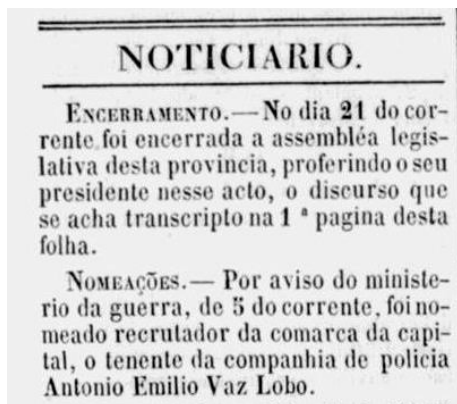 NOTICIARIO.
ENCERRAMENTO.—No dia 21 do cor-
rente foi encerrada a assembléa legis-
lativa desta provincia, proferindo o seu
presidente nesse acto, o discurso que
se acha transcripto na 1ª pagina desta
folha.
NOMEAÇÕES.— Por aviso do ministe-
rio da guerra, de 5 do corrente, foi no-
meado recrutador da comarca da capi-
tal, o tenente da companhia de policia
Antonio Emilio Vaz Lobo.